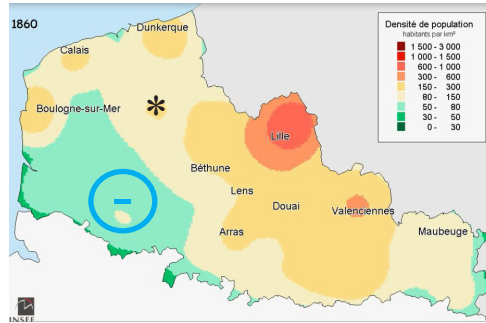 1860
Densité de population
habitants par km²
1 500 - 3 000
1 000 - 1 500
600 - 1 000
300 - 600
150 - 300
80 - 150
50 - 80
30 - 50
0 - 30
Dunkerque
Calais
Boulogne-sur-Mer
*
Lille
Béthune
Lens
Douai
Valenciennes
Arras
Maubeuge
-
INSEE